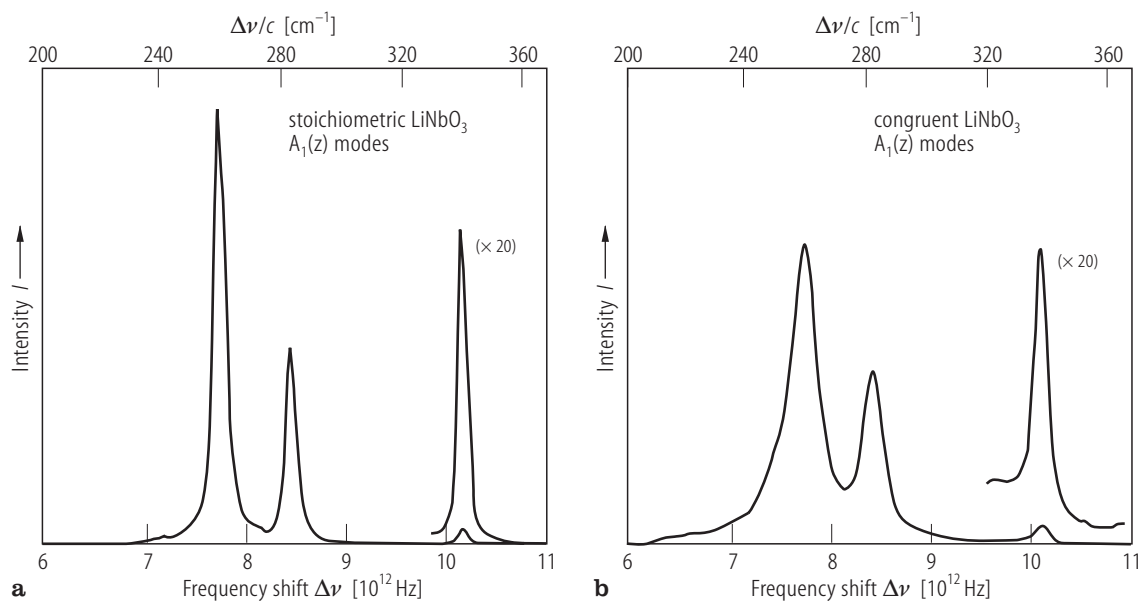 Δν/c [cm⁻¹]
200 240 280 330 360
stoichiometric LiNbO₃
A₁(z) modes
(× 20)
Intensity I
6 7 8 9 10 11
a
Frequency shift Δν [10¹² Hz]
Δν/c [cm⁻¹]
200 240 280 320 360
congruent LiNbO₃
A₁(z) modes
(× 20)
Intensity I
6 7 8 9 10 11
b
Frequency shift Δν [10¹² Hz]